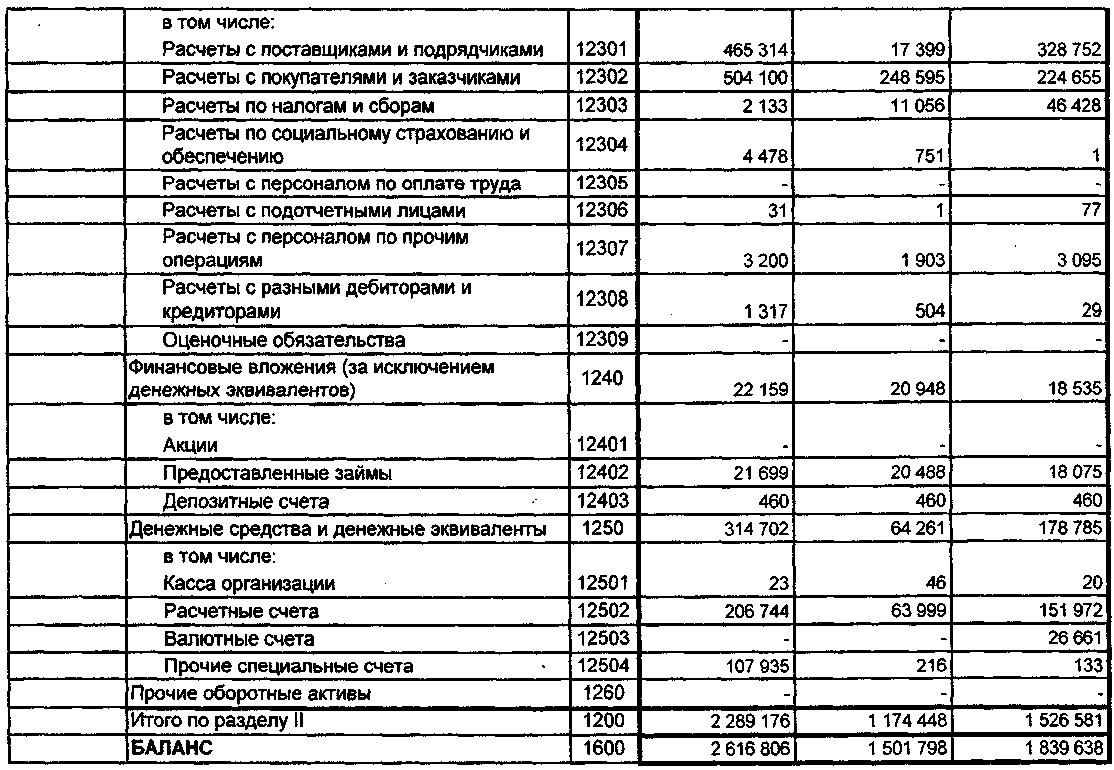 в том числе:
Расчеты с поставщиками и подрядчиками 12301 465 314 17 399 328 752
Расчеты с покупателями и заказчиками 12302 504 100 248 595 224 655
Расчеты по налогам и сборам 12303 2 133 11 056 46 428
Расчеты по социальному страхованию и
обеспечению 12304 4 478 751 1
Расчеты с персоналом по оплате труда 12305 - - -
Расчеты с подотчетными лицами 12306 31 1 77
Расчеты с персоналом по прочим
операциям 12307 3 200 1 903 3 095
Расчеты с разными дебиторами и
кредиторами 12308 1 317 504 29
Оценочные обязательства 12309 - - -
Финансовые вложения (за исключением
денежных эквивалентов) 1240 22 159 20 948 18 535
в том числе:
Акции 12401 - - -
Предоставленные займы 12402 21 699 20 488 18 075
Депозитные счета 12403 460 460 460
Денежные средства и денежные эквиваленты 1250 314 702 64 261 178 785
в том числе:
Касса организации 12501 23 46 20
Расчетные счета 12502 206 744 63 999 151 972
Валютные счета 12503 - - 26 661
Прочие специальные счета 12504 107 935 216 133
Прочие оборотные активы 1260 - - -
Итого по разделу II 1200 2 289 176 1 174 448 1 526 581
БАЛАНС 1600 2 616 806 1 501 798 1 839 638